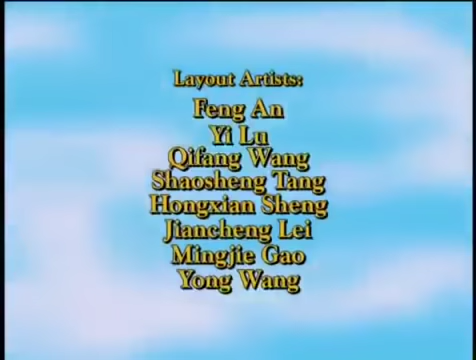 Layout Artists:
Feng An
Yi Lu
Qifang Wang
Shaosheng Tang
Hongxian Sheng
Jiancheng Lei
Mingjie Gao
Yong Wang